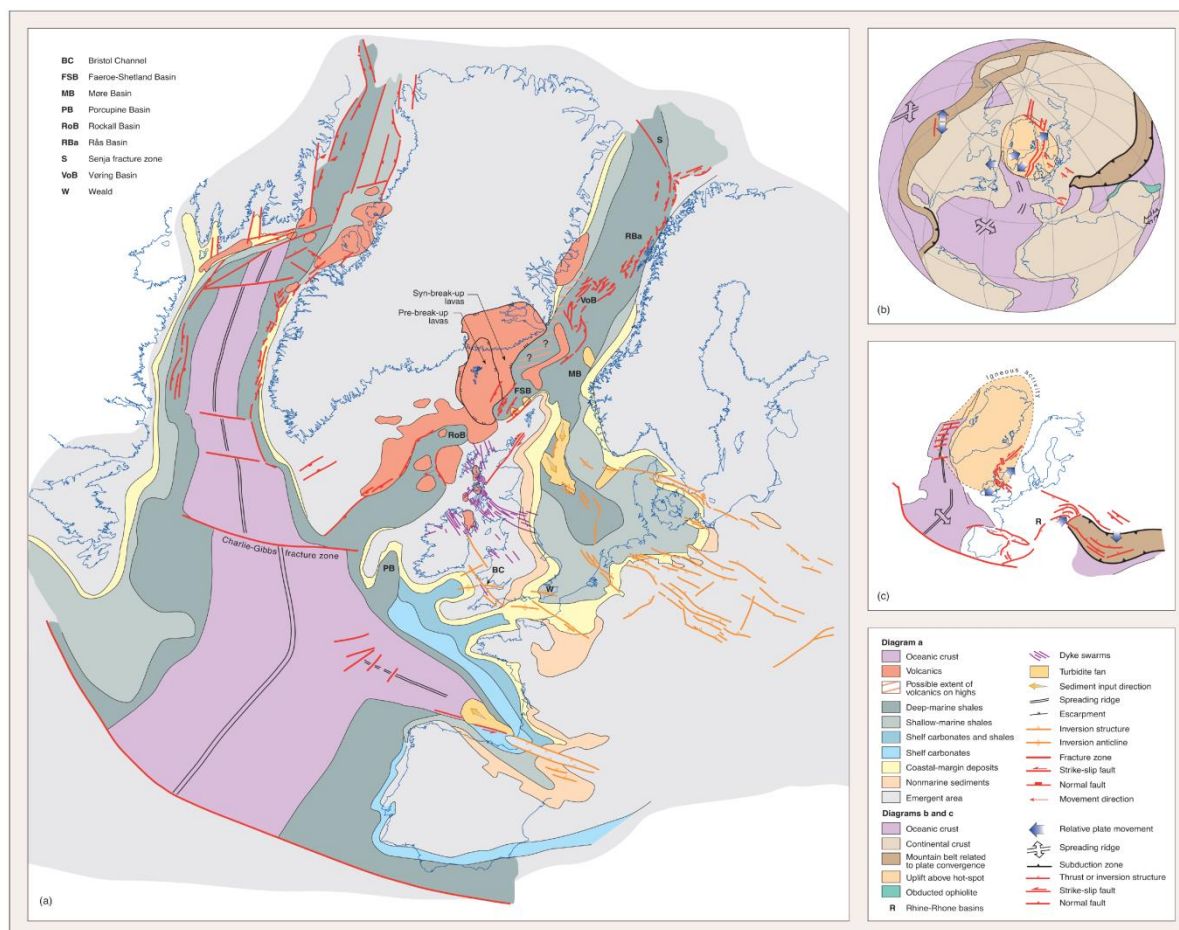 BC Bristol Channel
FSB Faeroe-Shetland Basin
MB Møre Basin
PB Porcupine Basin
RoB Rockall Basin
RBa Rås Basin
S Senja fracture zone
VoB Vøring Basin
W Weald
S
RBa
VoB
Syn-break-up
lavas
Pre-break-up
lavas
?
?
MB
FSB
RoB
Charlie-Gibbs fracture zone
PB
BC
W
(a)
(b)
Igneous activity
R
(c)
Diagram a
Oceanic crust
Volcanics
Possible extent of
volcanics on highs
Deep-marine shales
Shallow-marine shales
Shelf carbonates and shales
Shelf carbonates
Coastal-margin deposits
Nonmarine sediments
Emergent area
Dyke swarms
Turbidite fan
Sediment input direction
Spreading ridge
Escarpment
Inversion structure
Inversion anticline
Fracture zone
Strike-slip fault
Normal fault
Movement direction
Diagrams b and c
Oceanic crust
Continental crust
Mountain belt related
to plate convergence
Uplift above hot-spot
Obducted ophiolite
R Rhine-Rhone basins
Relative plate movement
Spreading ridge
Subduction zone
Thrust or inversion structure
Strike-slip fault
Normal fault